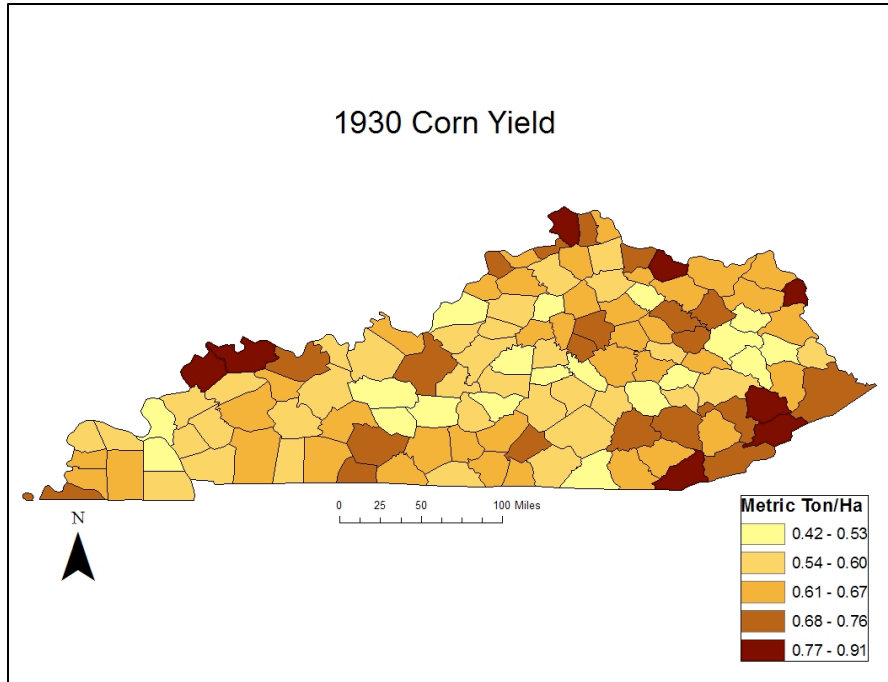 1930 Corn Yield
0 25 50 100 Miles
N
Metric Ton/Ha
0.42 - 0.53
0.54 - 0.60
0.61 - 0.67
0.68 - 0.76
0.77 - 0.91